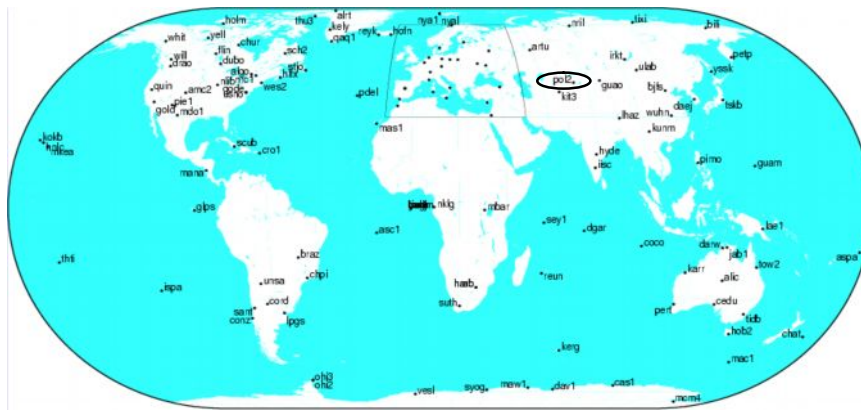 holm
thu3
alrt
kely
qaq1
reyk
hofn
nya1
nril
tixi
bili
whit
yell
flin
chur
will
drao
dubo
sch2
artu
irkt
petp
ulab
yssk
algo
stjo
quin
amc2
wes2
pdel
pol2
guao
kit3
bjfs
daej
tskb
gold
pie1
mdo1
mas1
lhaz
wuhn
kunm
kokb
scub
cro1
hyde
iisc
pimo
guam
mana
glps
nklg
mbar
asc1
sey1
dgar
coco
lae1
thti
braz
darw
jab1
aspa
tow2
ispa
unsa
chpi
reun
karr
alic
sant
cord
conz
lpgs
suth
pert
cedu
tidb
hob2
chat
kerg
mac1
ohi3
ohi2
vesl
syog
maw1
dav1
cas1
mcm4